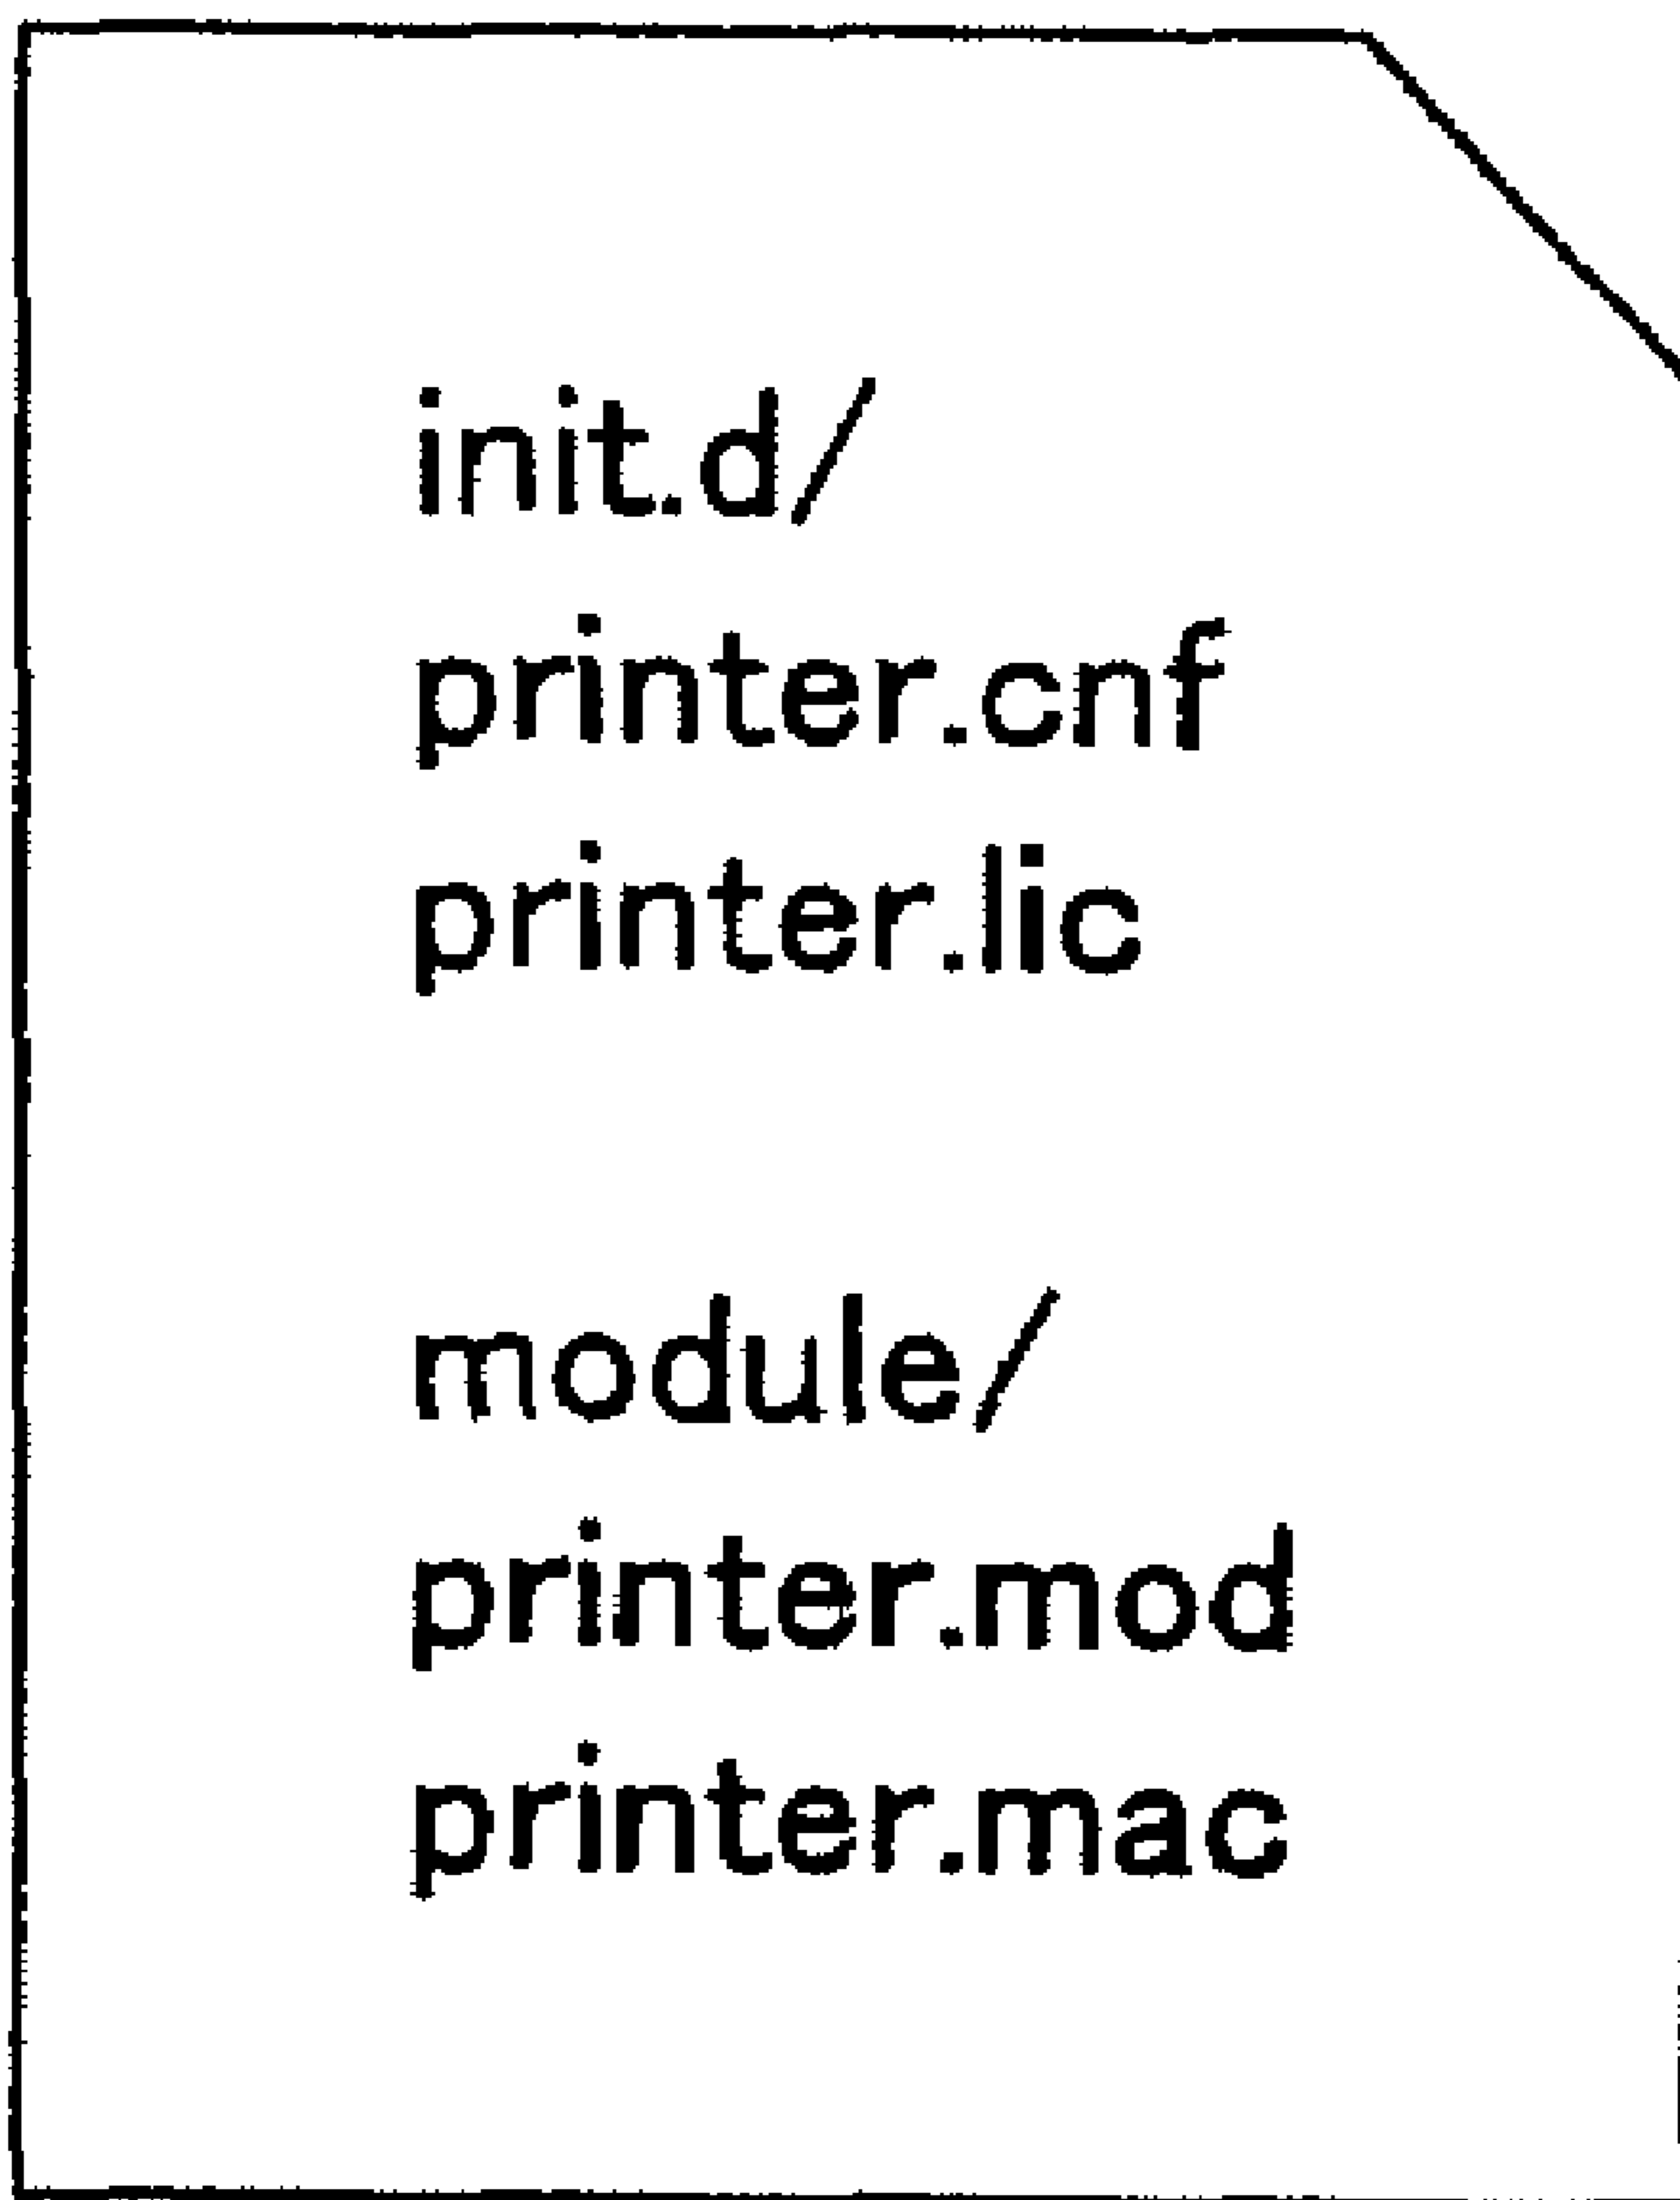 init.d/
printer.cnf
printer.lic
module/
printer.mod
printer.mac